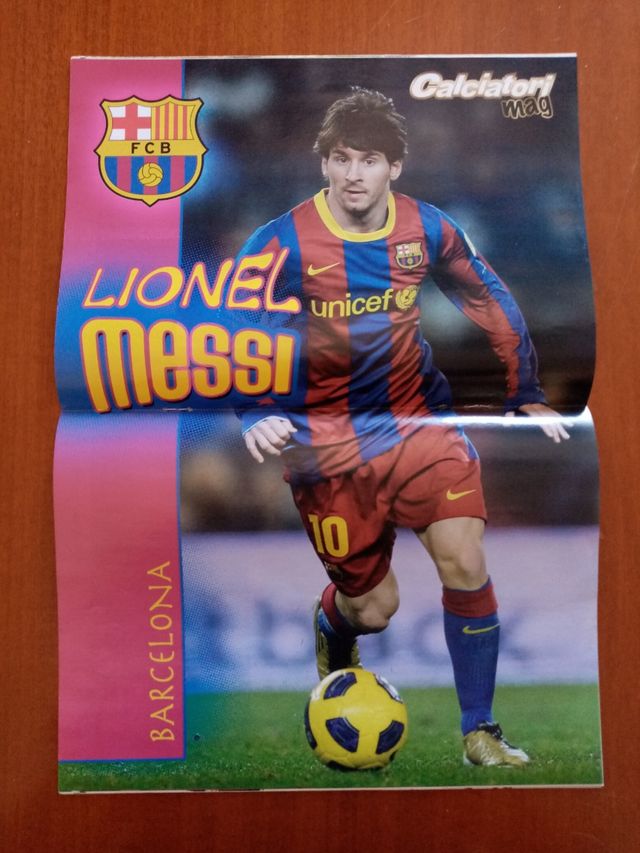 Calciatori
mag
FCB
LIONEL
messi
unicef
10
BARCELONA